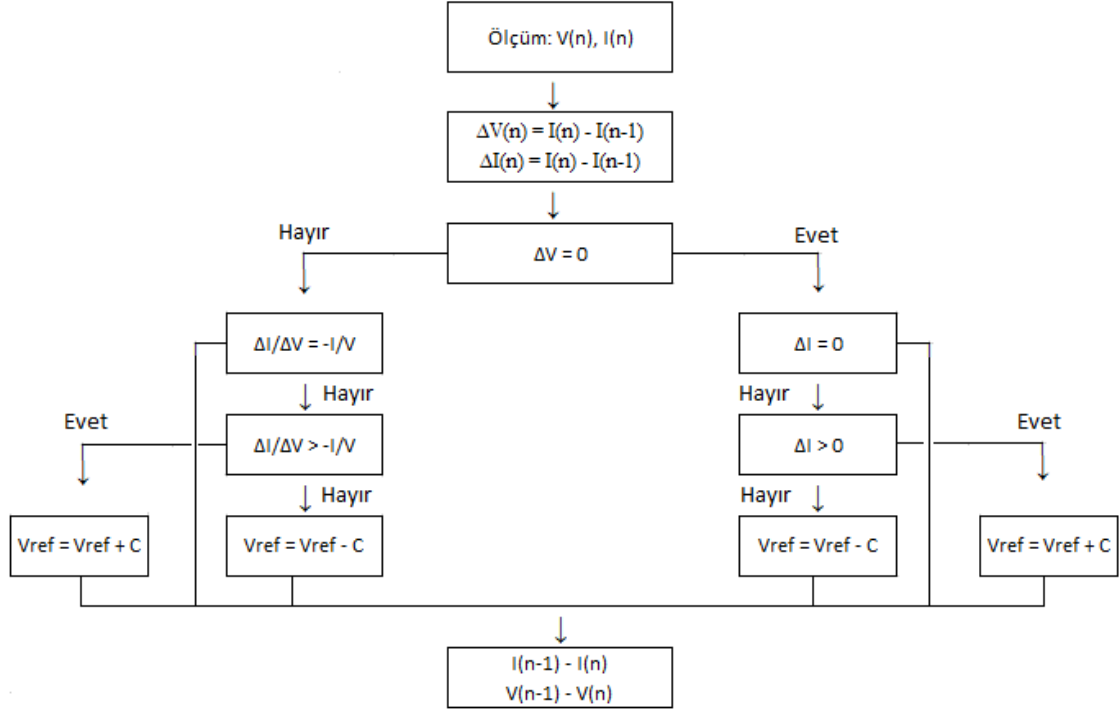 Ölçüm: V(n), I(n)
ΔV(n) = I(n) - I(n-1)
ΔI(n) = I(n) - I(n-1)
Hayır
ΔV = 0
Evet
ΔI/ΔV = -I/V
ΔI = 0
Hayır
Hayır
Evet
ΔI/ΔV > -I/V
ΔI > 0
Evet
Hayır
Hayır
Vref = Vref + C
Vref = Vref - C
Vref = Vref - C
Vref = Vref + C
I(n-1) - I(n)
V(n-1) - V(n)